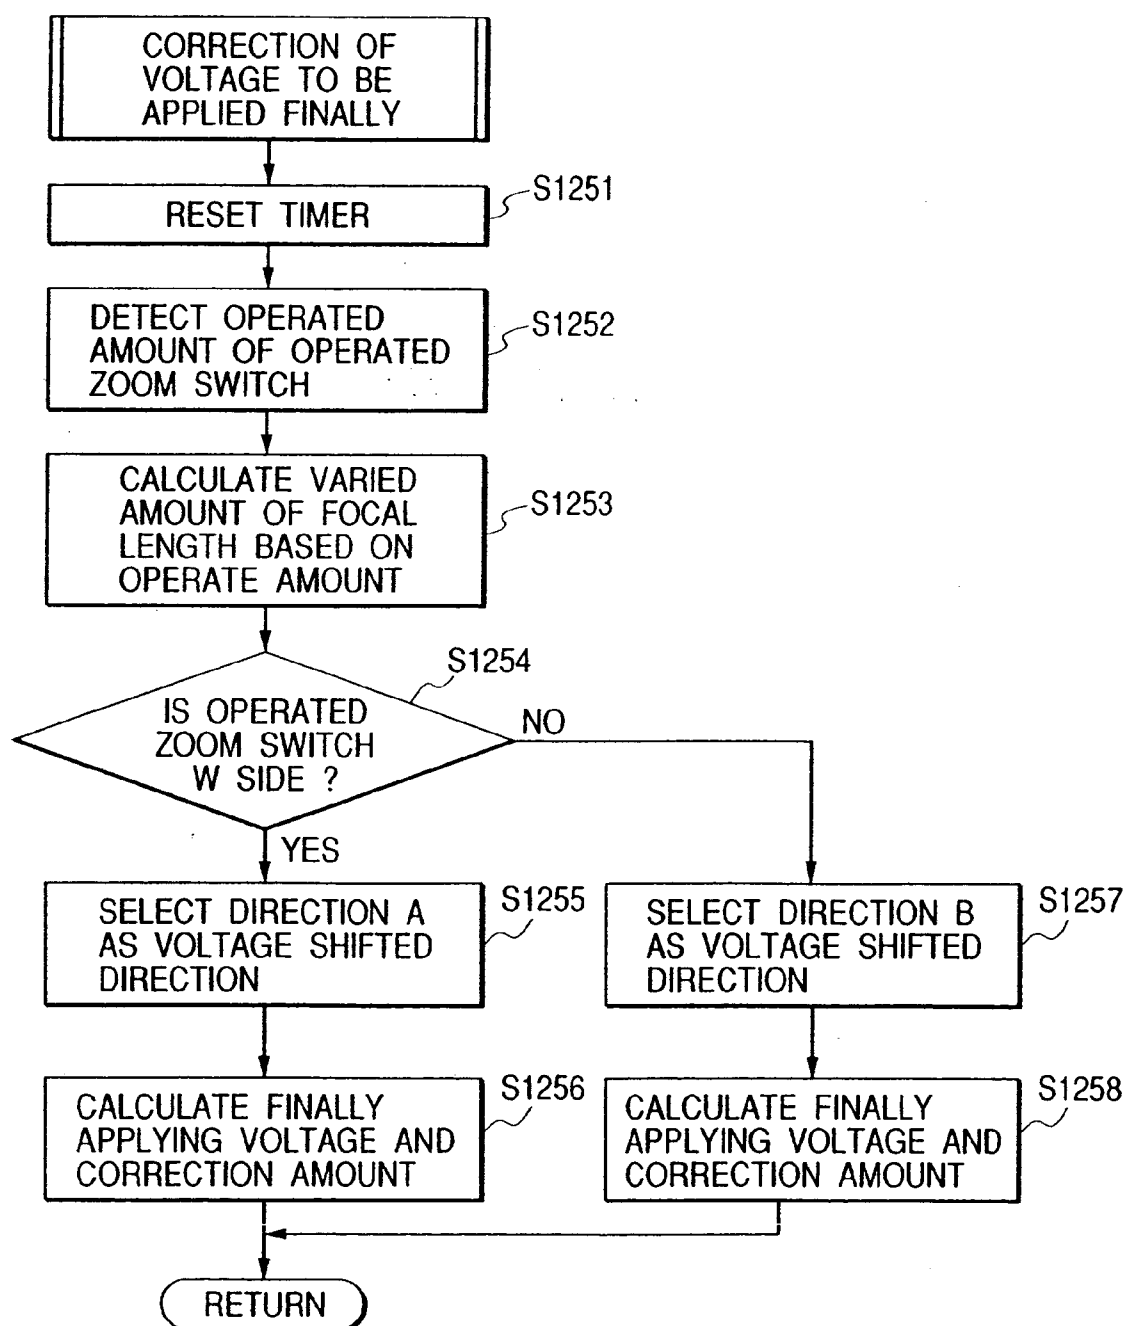 CORRECTION OF
VOLTAGE TO BE
APPLIED FINALLY
S1251
RESET TIMER
S1252
DETECT OPERATED
AMOUNT OF OPERATED
ZOOM SWITCH
S1253
CALCULATE VARIED
AMOUNT OF FOCAL
LENGTH BASED ON
OPERATE AMOUNT
S1254
IS OPERATED
ZOOM SWITCH
W SIDE ?
NO
YES
S1255
SELECT DIRECTION A
AS VOLTAGE SHIFTED
DIRECTION
S1257
SELECT DIRECTION B
AS VOLTAGE SHIFTED
DIRECTION
S1256
CALCULATE FINALLY
APPLYING VOLTAGE AND
CORRECTION AMOUNT
S1258
CALCULATE FINALLY
APPLYING VOLTAGE AND
CORRECTION AMOUNT
RETURN